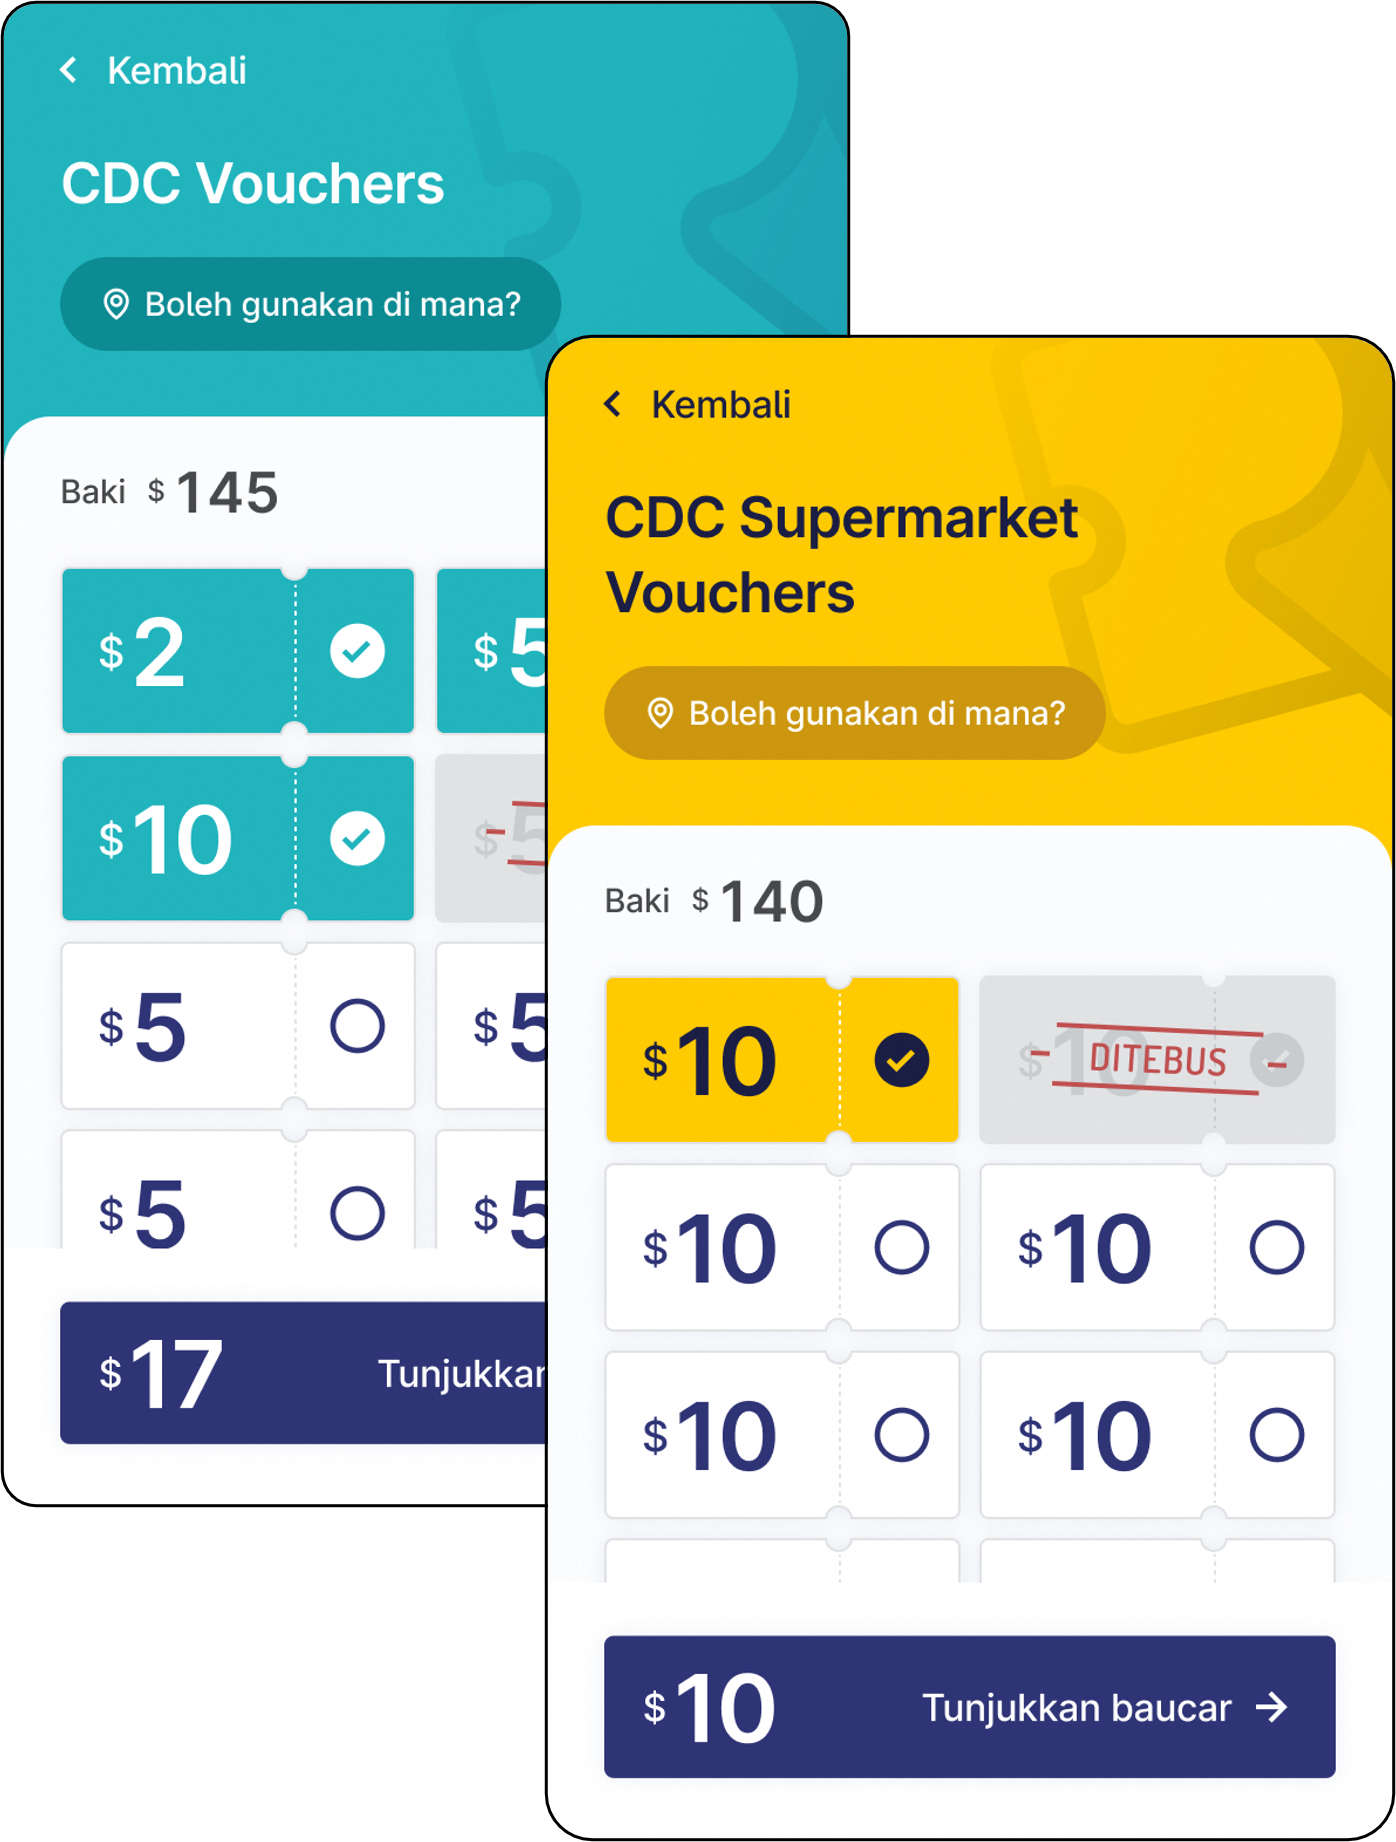 Kembali
CDC Vouchers
Boleh gunakan di mana?
Baki $ 145
$2
$5
$10
$5
$5
$5
$5
$5
$17 Tunjukkan
Kembali
CDC Supermarket
Vouchers
Boleh gunakan di mana?
Baki $ 140
$10
$10 DITEBUS
$10
$10
$10
$10
$10 Tunjukkan baucar →